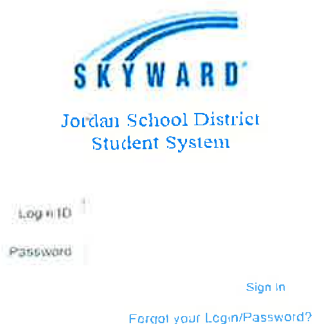 SKYWARD
Jordan School District
Student System
Login ID
Password
Sign In
Forgot your Login/Password?